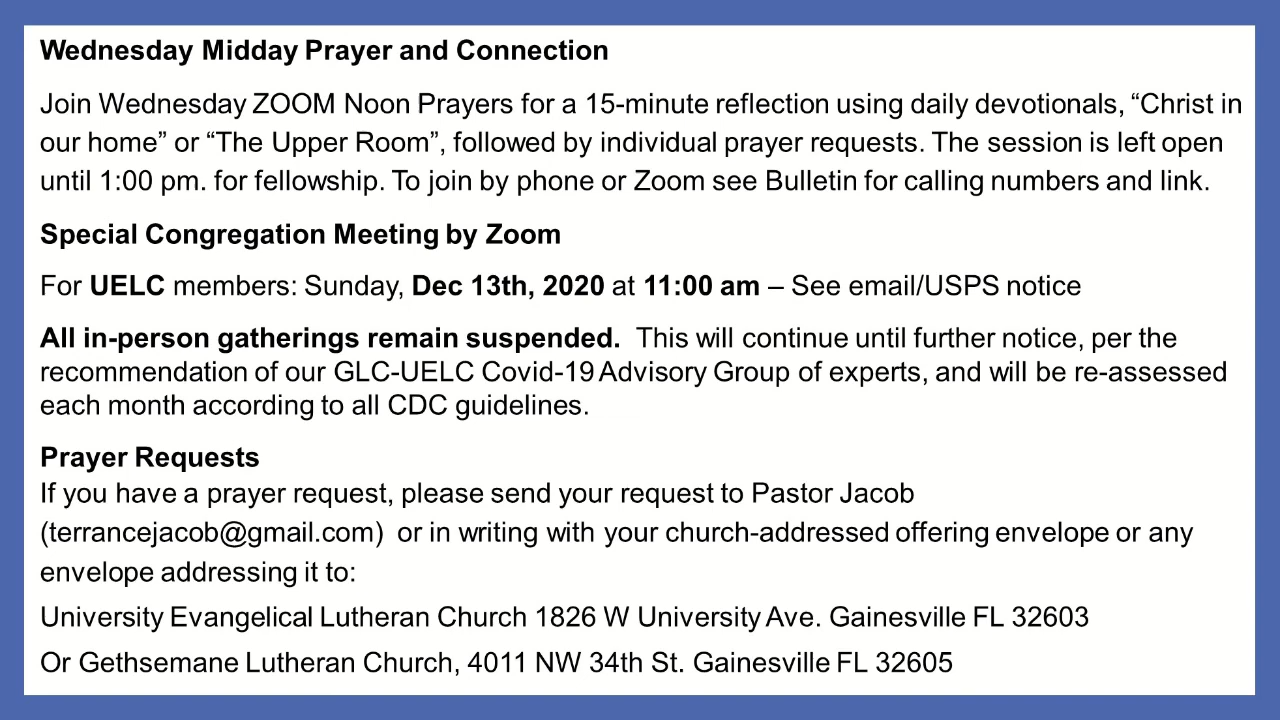 Wednesday Midday Prayer and Connection
Join Wednesday ZOOM Noon Prayers for a 15-minute reflection using daily devotionals, “Christ in
our home” or “The Upper Room”, followed by individual prayer requests. The session is left open
until 1:00 pm. for fellowship. To join by phone or Zoom see Bulletin for calling numbers and link.
Special Congregation Meeting by Zoom
For UELC members: Sunday, Dec 13th, 2020 at 11:00 am – See email/USPS notice
All in-person gatherings remain suspended. This will continue until further notice, per the
recommendation of our GLC-UELC Covid-19 Advisory Group of experts, and will be re-assessed
each month according to all CDC guidelines.
Prayer Requests
If you have a prayer request, please send your request to Pastor Jacob
(terrancejacob@gmail.com) or in writing with your church-addressed offering envelope or any
envelope addressing it to:
University Evangelical Lutheran Church 1826 W University Ave. Gainesville FL 32603
Or Gethsemane Lutheran Church, 4011 NW 34th St. Gainesville FL 32605